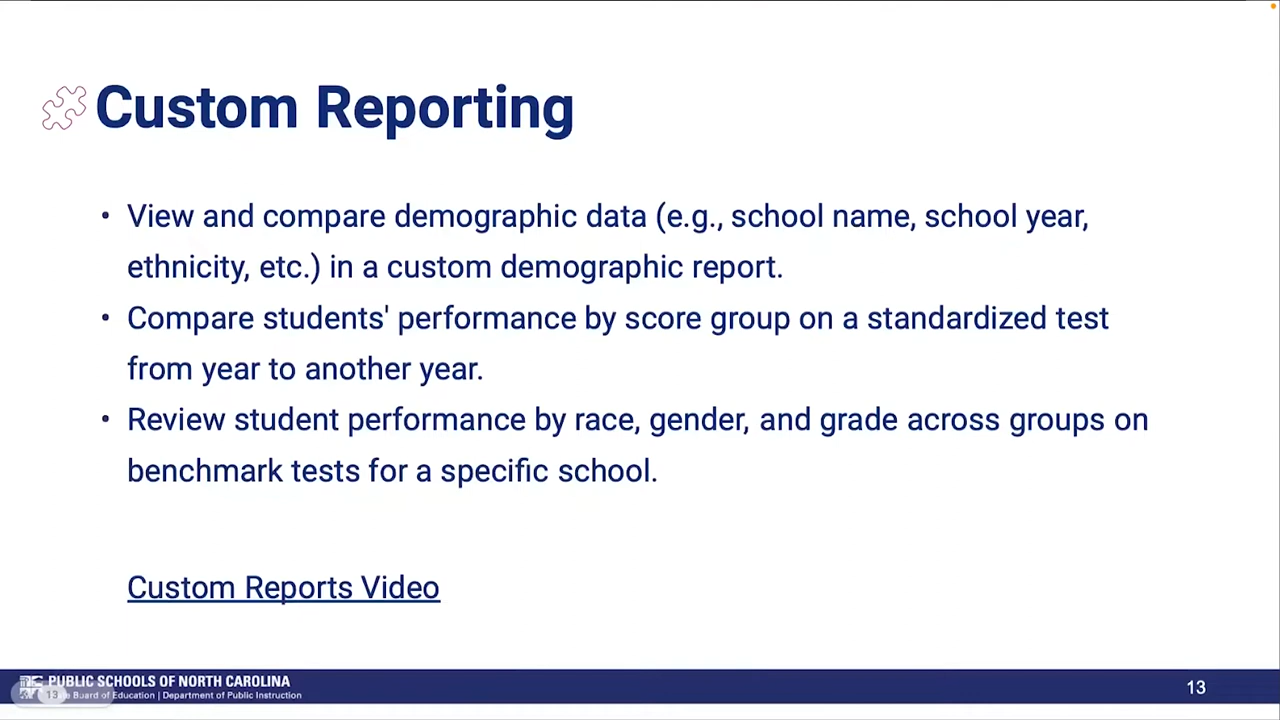 Custom Reporting
• View and compare demographic data (e.g., school name, school year,
ethnicity, etc.) in a custom demographic report.
• Compare students' performance by score group on a standardized test
from year to another year.
• Review student performance by race, gender, and grade across groups on
benchmark tests for a specific school.
Custom Reports Video
PUBLIC SCHOOLS OF NORTH CAROLINA
Board of Education | Department of Public Instruction
13
13